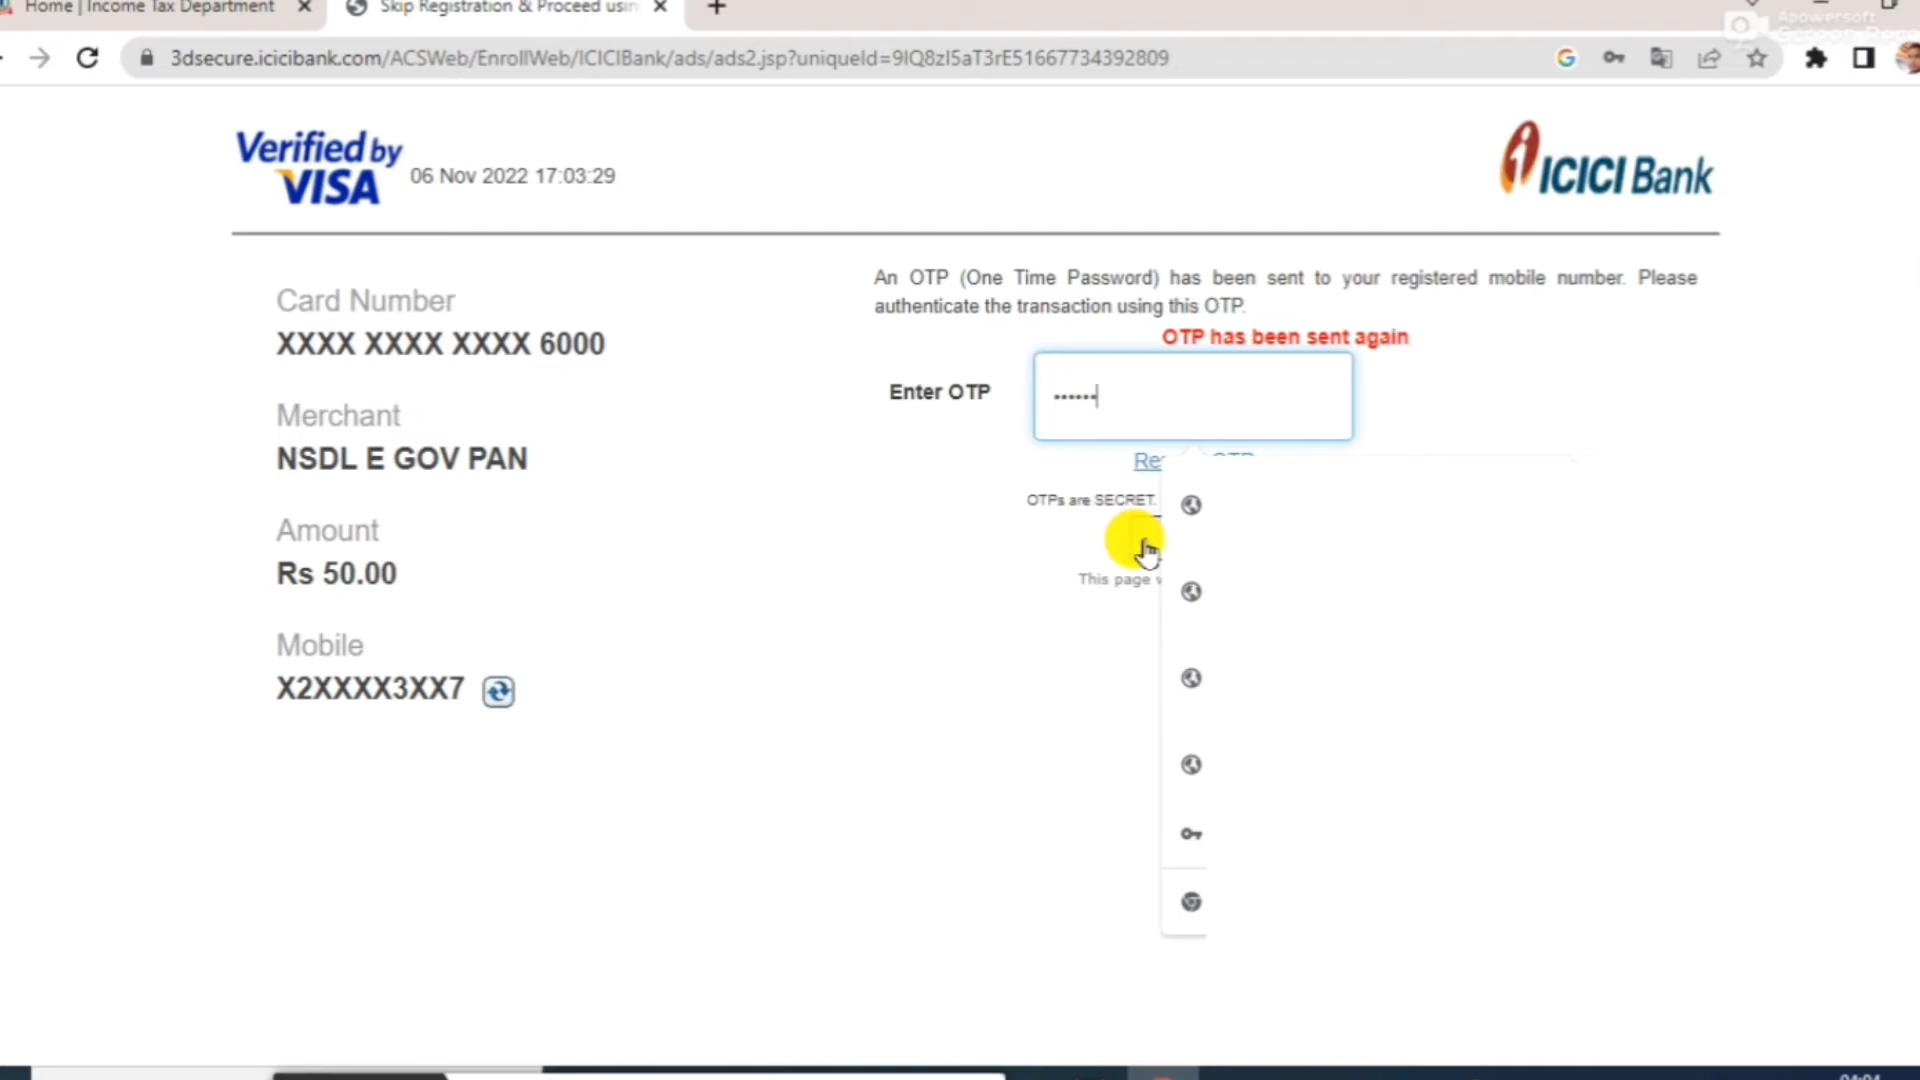 Home | Income Tax Department
Skip Registration & Proceed usin
Apowersoft
3dsecure.icicibank.com/ACSWeb/EnrollWeb/ICICIBank/ads/ads2.jsp?uniqueId=9IQ8zI5aT3rE51667734392809
Verified by
VISA
06 Nov 2022 17:03:29
ICICI Bank
An OTP (One Time Password) has been sent to your registered mobile number. Please
authenticate the transaction using this OTP.
OTP has been sent again
Card Number
XXXX XXXX XXXX 6000
Enter OTP
Merchant
NSDL E GOV PAN
OTPs are SECRET.
Amount
Rs 50.00
This page
Mobile
X2XXXX3XX7